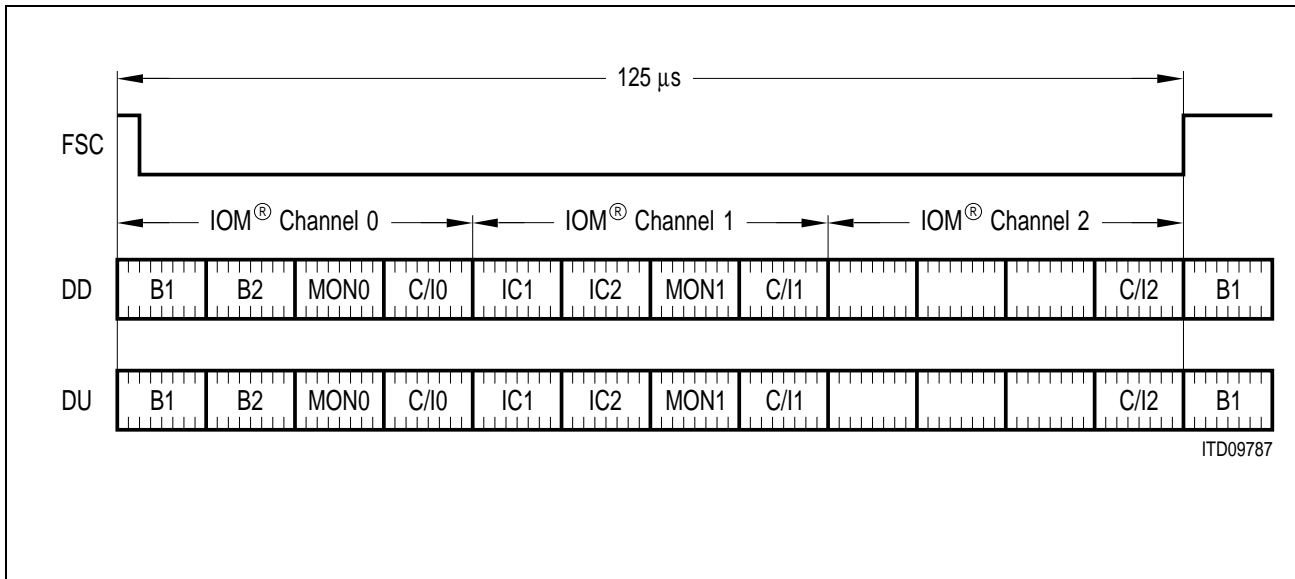 125 μs
FSC
IOM® Channel 0 IOM® Channel 1 IOM® Channel 2
DD B1 B2 MON0 C/I0 IC1 IC2 MON1 C/I1 C/I2 B1
DU B1 B2 MON0 C/I0 IC1 IC2 MON1 C/I1 C/I2 B1
ITD09787